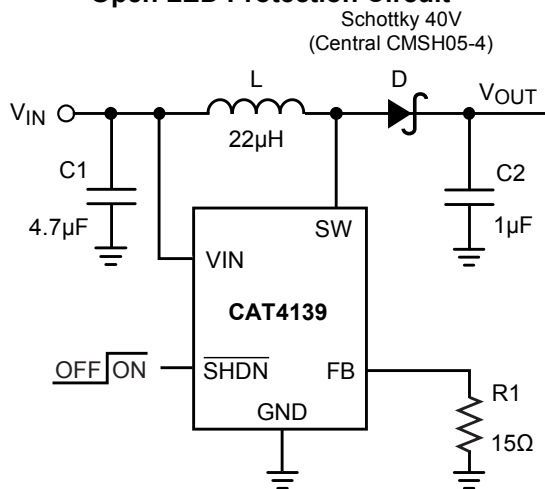 Open LED Protection Circuit
Schottky 40V
(Central CMSH05-4)
L
D
VIN
VOUT
22µH
C1
C2
4.7µF
1µF
SW
VIN
CAT4139
OFF ON
SHDN
FB
R1
GND
15Ω